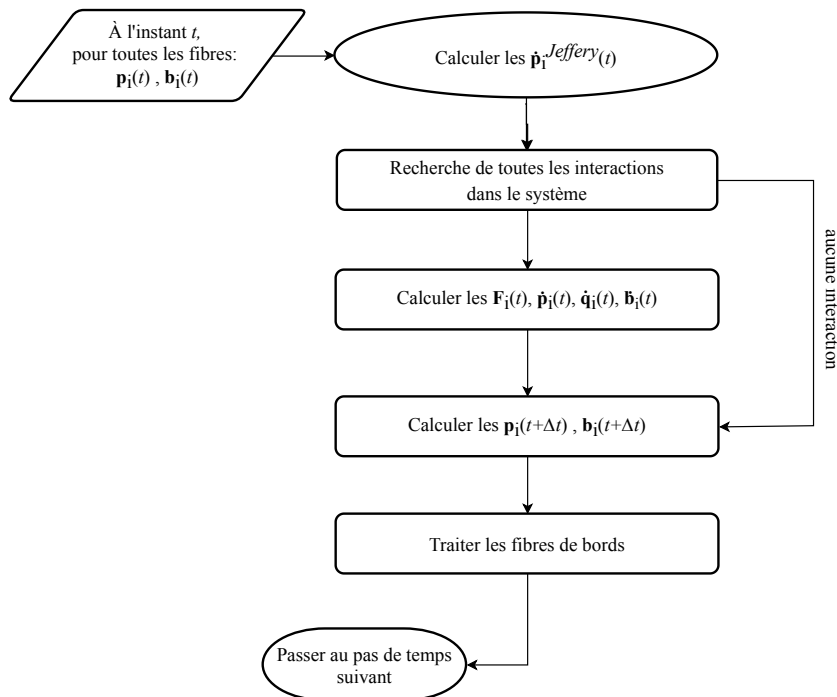 À l'instant t,
pour toutes les fibres:
pᵢ(t) , bᵢ(t)
Calculer les ṗᵢᴶᵉᶠᶠᵉʳʸ(t)
Recherche de toutes les interactions
dans le système
aucune interaction
Calculer les Fᵢ(t), ṗᵢ(t), q̇ᵢ(t), ḃᵢ(t)
Calculer les pᵢ(t+Δt) , bᵢ(t+Δt)
Traiter les fibres de bords
Passer au pas de temps
suivant